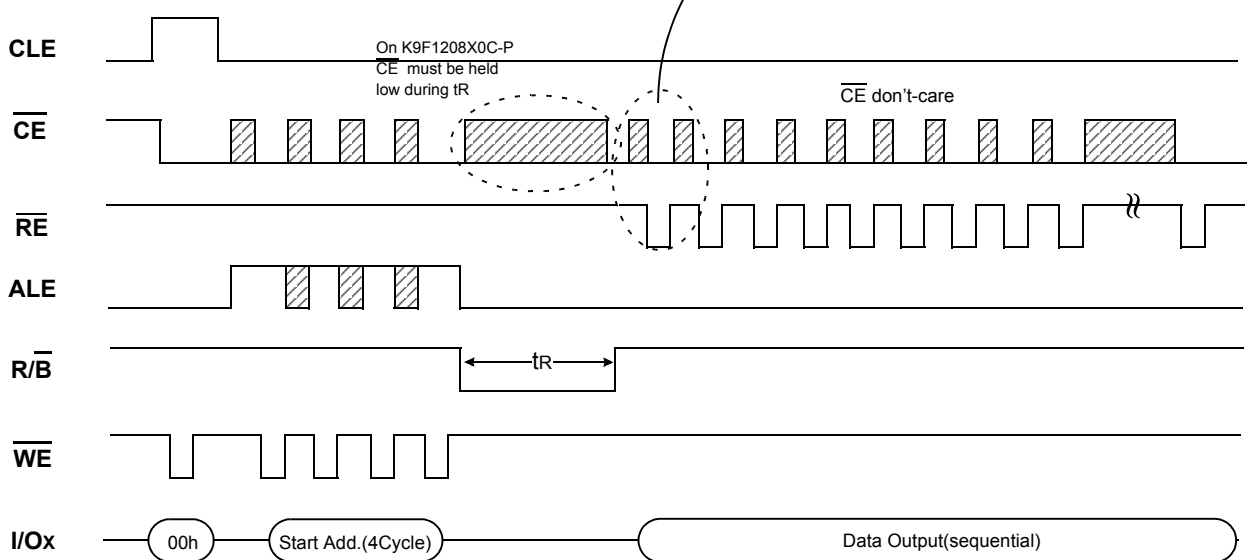 CLE
On K9F1208X0C-P
CE must be held
low during tR
CE don't-care
CE
RE
ALE
R/B
tR
WE
I/Ox
00h
Start Add.(4Cycle)
Data Output(sequential)